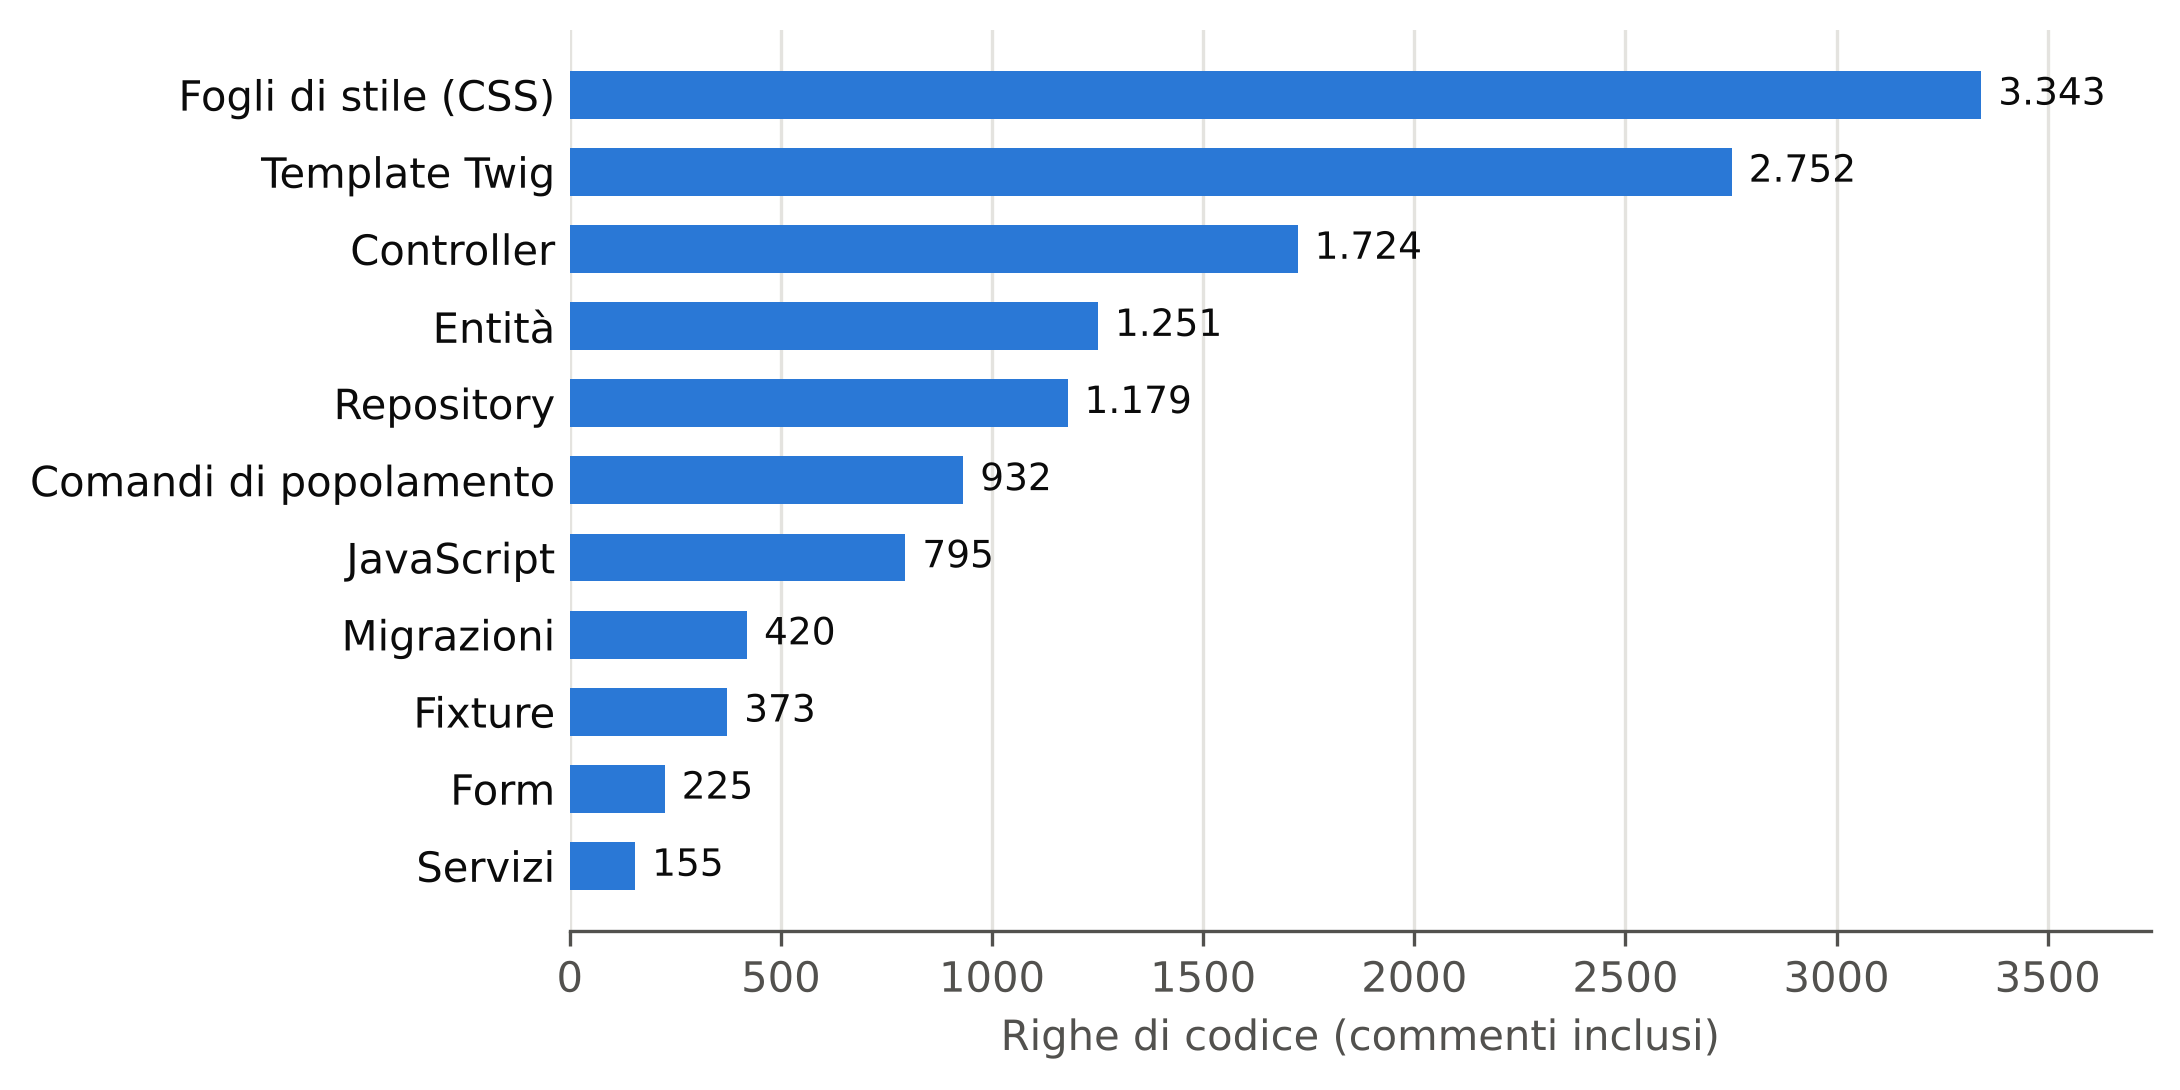 Fogli di stile (CSS) 3.343
Template Twig 2.752
Controller 1.724
Entità 1.251
Repository 1.179
Comandi di popolamento 932
JavaScript 795
Migrazioni 420
Fixture 373
Form 225
Servizi 155
0 500 1000 1500 2000 2500 3000 3500
Righe di codice (commenti inclusi)